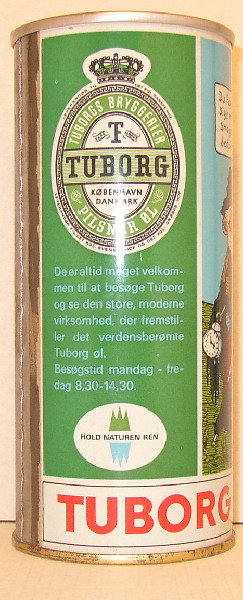 TUBORGS BRYGGERIER
T
TUBORG
KØBENHAVN
DANMARK
PILSNER ØL
De er altid meget velkom-
men til at besøge Tuborg
og se den store, moderne
virksomhed, der fremstil-
ler det verdensberømte
Tuborg øl.
Besøgstid mandag - fre-
dag 8,30-14,30.
HOLD NATUREN REN
TUBORG